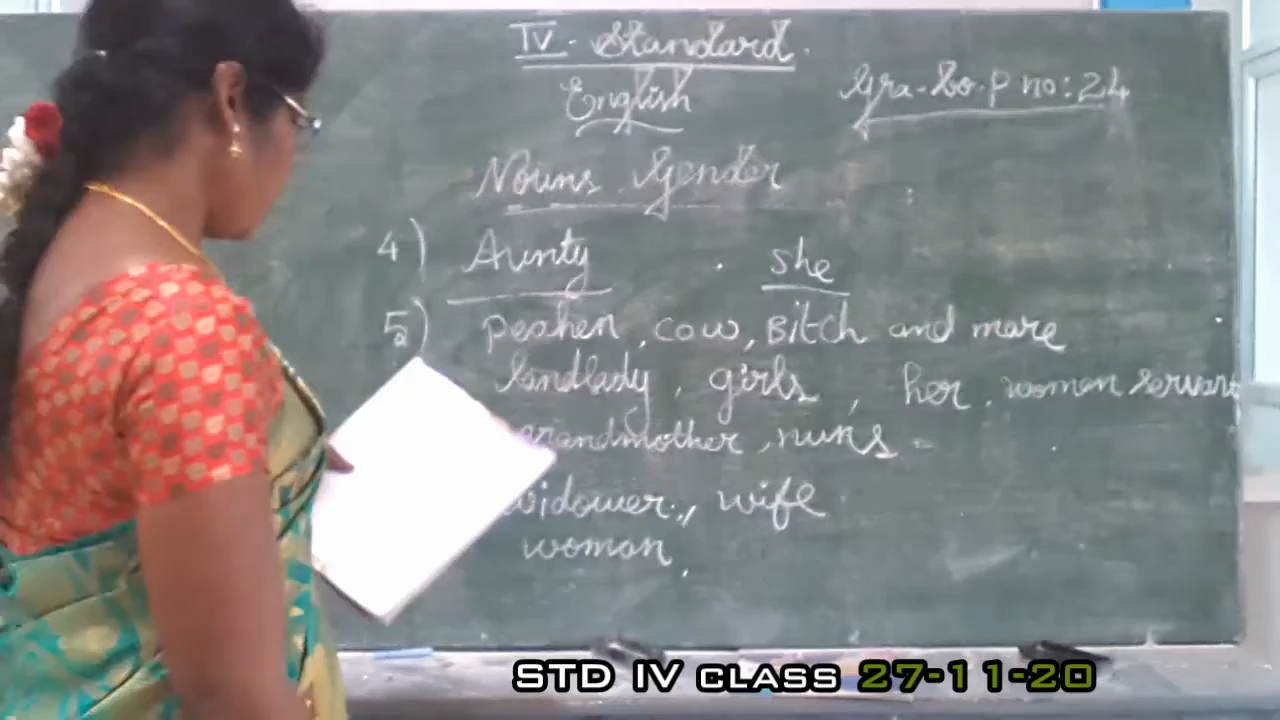 IV. Standard.
English
Gra. Bo. P no: 24
Nouns Gender
4) Aunty . she
5) peahen, cow, Bitch and mare
landlady, girls, her, woman servant
grandmother, nuns
widower., wife
woman,
STD IV CLASS 27-11-20